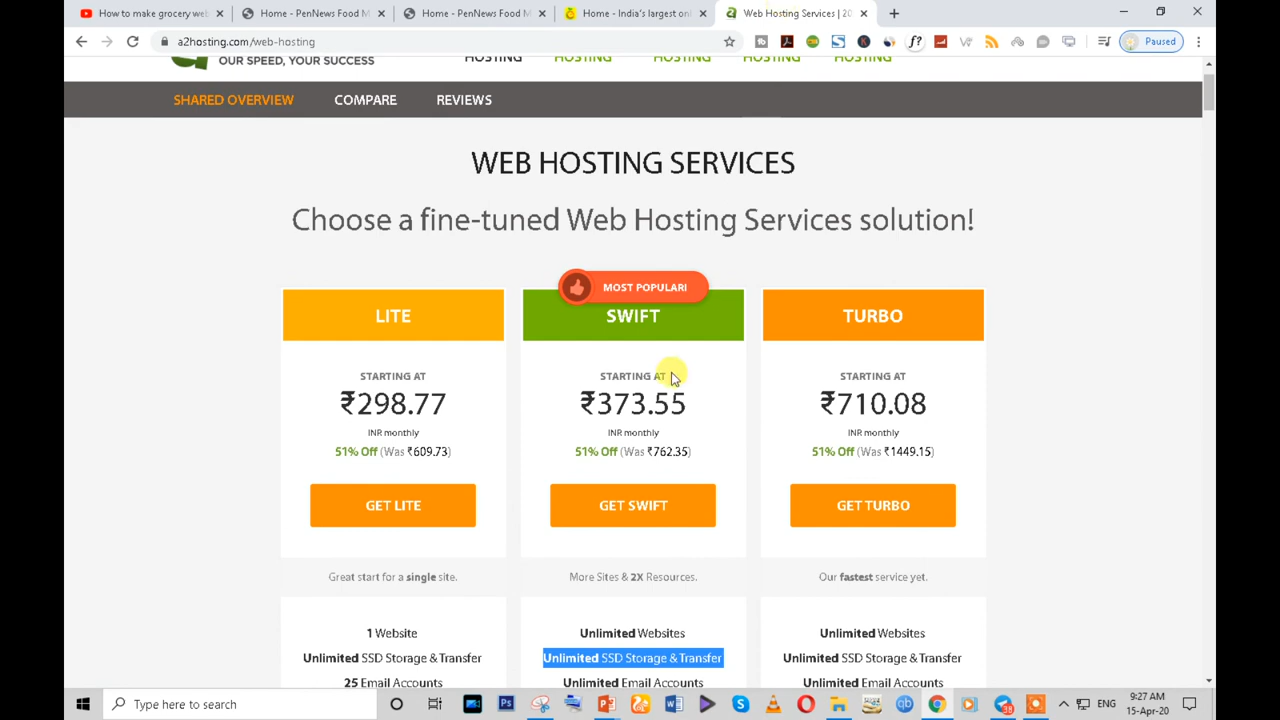 How to make grocery web
Home - PenNews Food M
Home - PenNews Food M
Home - India's largest onl
Web Hosting Services | 20
a2hosting.com/web-hosting
Paused
OUR SPEED, YOUR SUCCESS
HOSTING HOSTING HOSTING HOSTING HOSTING
SHARED OVERVIEW COMPARE REVIEWS
WEB HOSTING SERVICES
Choose a fine-tuned Web Hosting Services solution!
MOST POPULAR!
LITE SWIFT TURBO
STARTING AT STARTING AT STARTING AT
₹298.77 ₹373.55 ₹710.08
INR monthly INR monthly INR monthly
51% Off (Was ₹609.73) 51% Off (Was ₹762.35) 51% Off (Was ₹1449.15)
GET LITE GET SWIFT GET TURBO
Great start for a single site. More Sites & 2X Resources. Our fastest service yet.
1 Website Unlimited Websites Unlimited Websites
Unlimited SSD Storage & Transfer Unlimited SSD Storage & Transfer Unlimited SSD Storage & Transfer
25 Email Accounts Unlimited Email Accounts Unlimited Email Accounts
Type here to search
38
ENG
9:27 AM
15-Apr-20